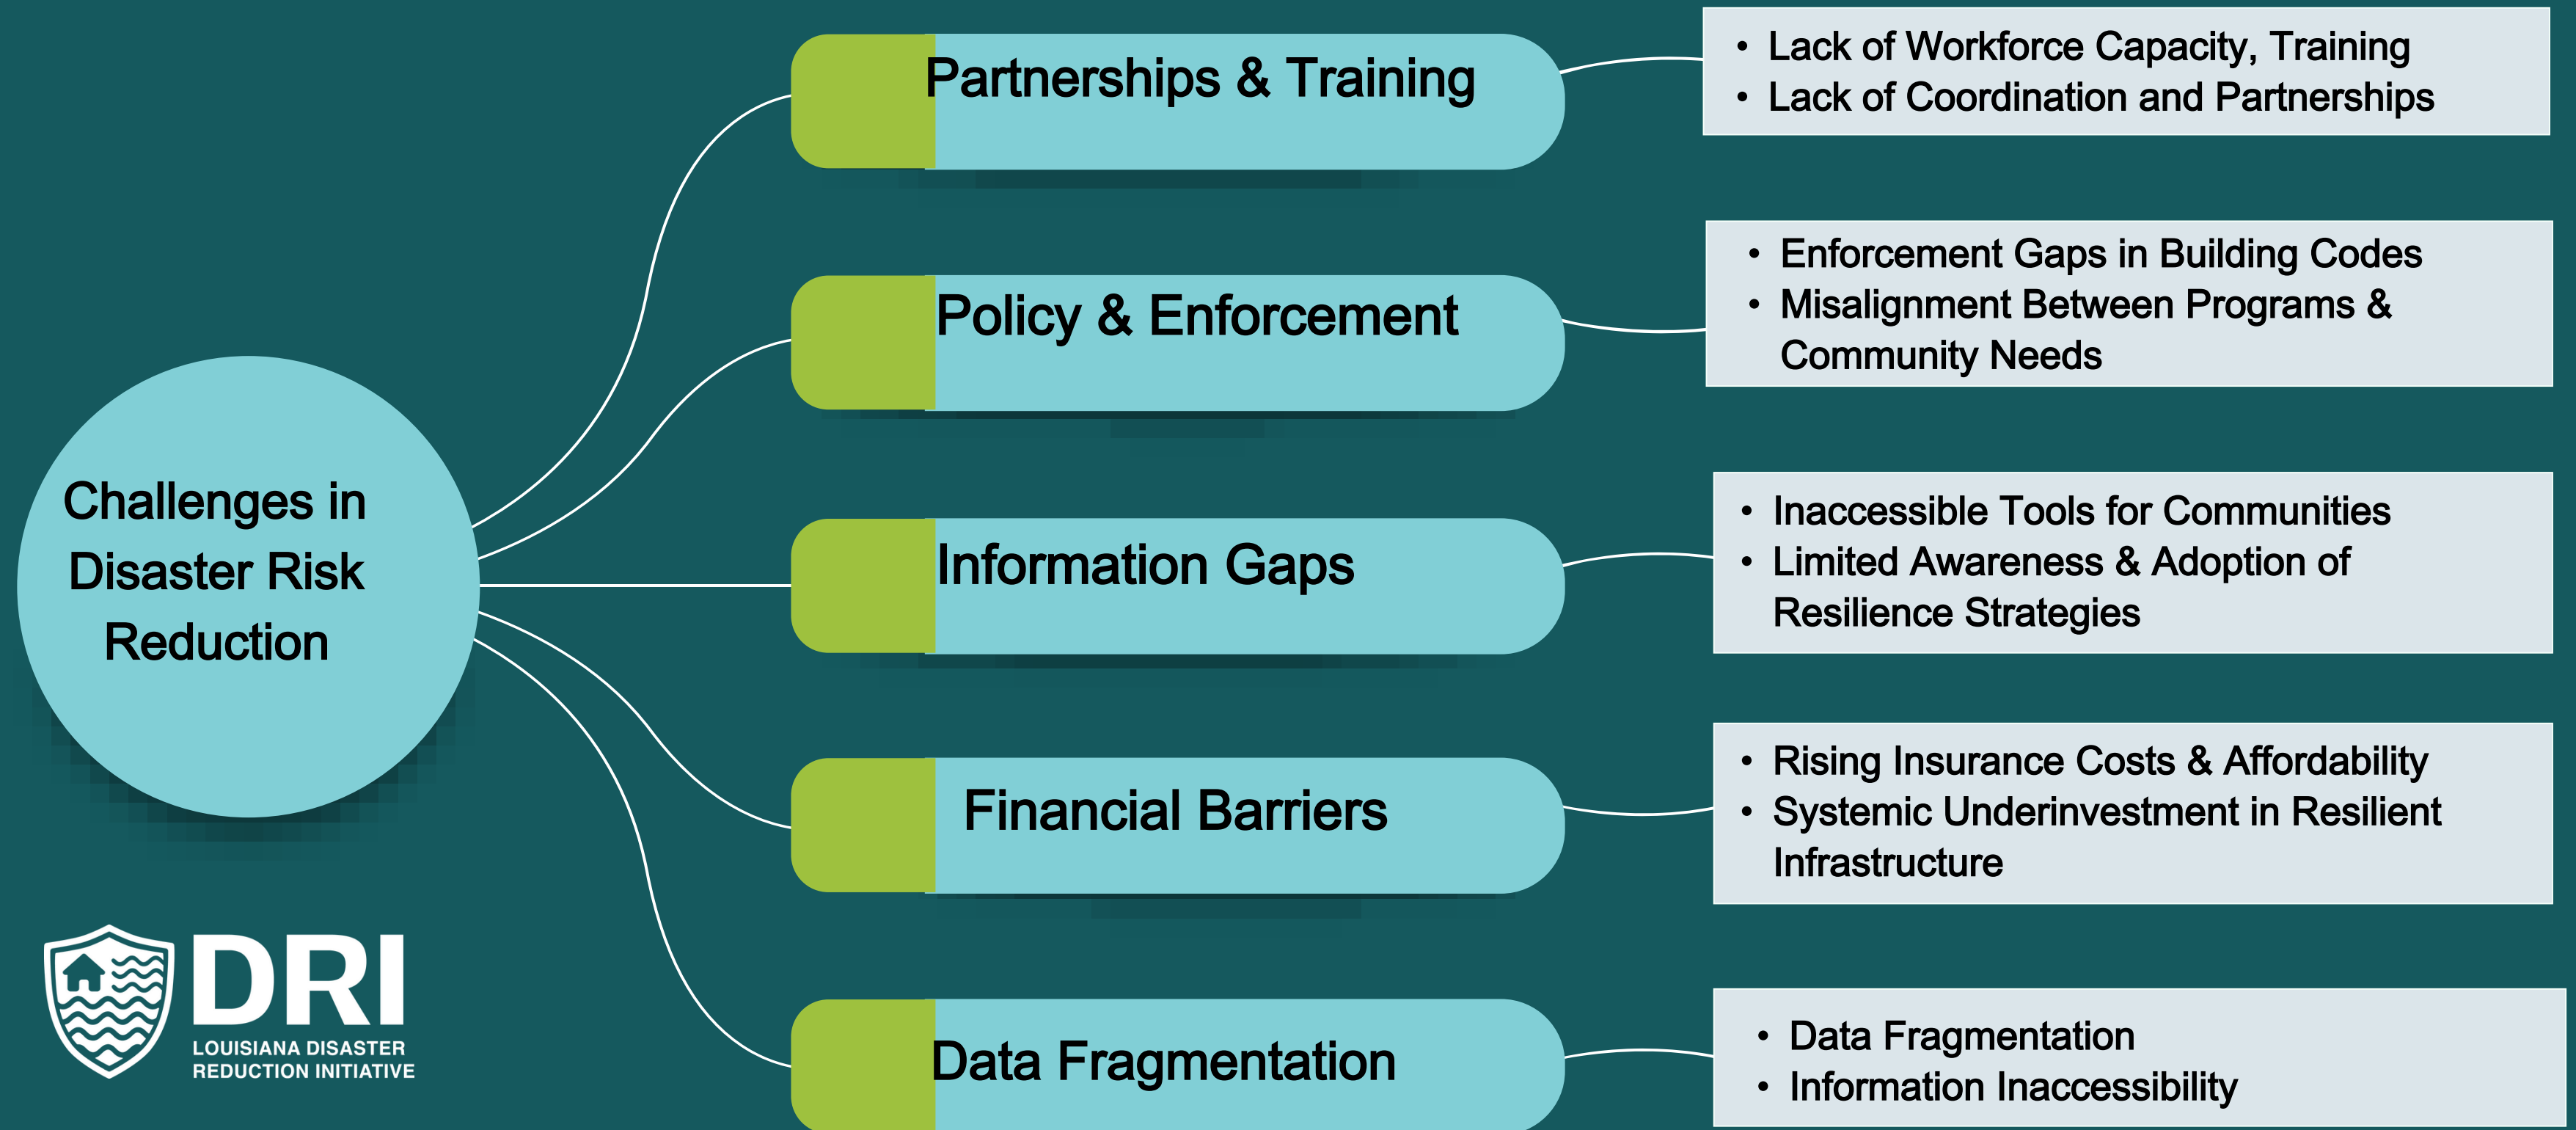 Challenges in
Disaster Risk
Reduction
Partnerships & Training
• Lack of Workforce Capacity, Training
• Lack of Coordination and Partnerships
Policy & Enforcement
• Enforcement Gaps in Building Codes
• Misalignment Between Programs &
Community Needs
Information Gaps
• Inaccessible Tools for Communities
• Limited Awareness & Adoption of
Resilience Strategies
Financial Barriers
• Rising Insurance Costs & Affordability
• Systemic Underinvestment in Resilient
Infrastructure
Data Fragmentation
• Data Fragmentation
• Information Inaccessibility
DRI
LOUISIANA DISASTER
REDUCTION INITIATIVE